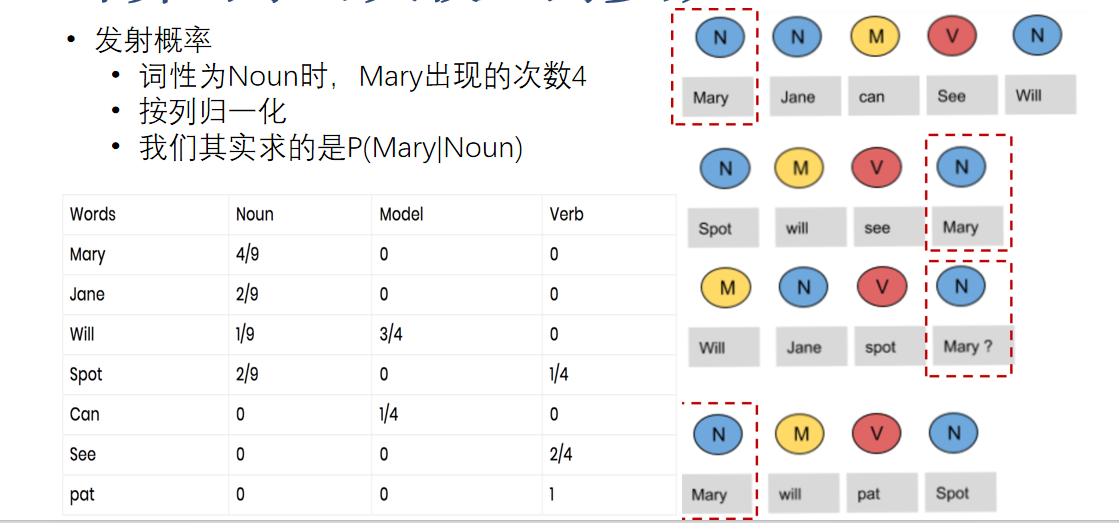 • 发射概率
• 词性为Noun时，Mary出现的次数4
• 按列归一化
• 我们其实求的是P(Mary|Noun)
Words Noun Model Verb
Mary 4/9 0 0
Jane 2/9 0 0
Will 1/9 3/4 0
Spot 2/9 0 1/4
Can 0 1/4 0
See 0 0 2/4
pat 0 0 1
N N M V N
Mary Jane can See Will
N M V N
Spot will see Mary
M N V N
Will Jane spot Mary ?
N M V N
Mary will pat Spot